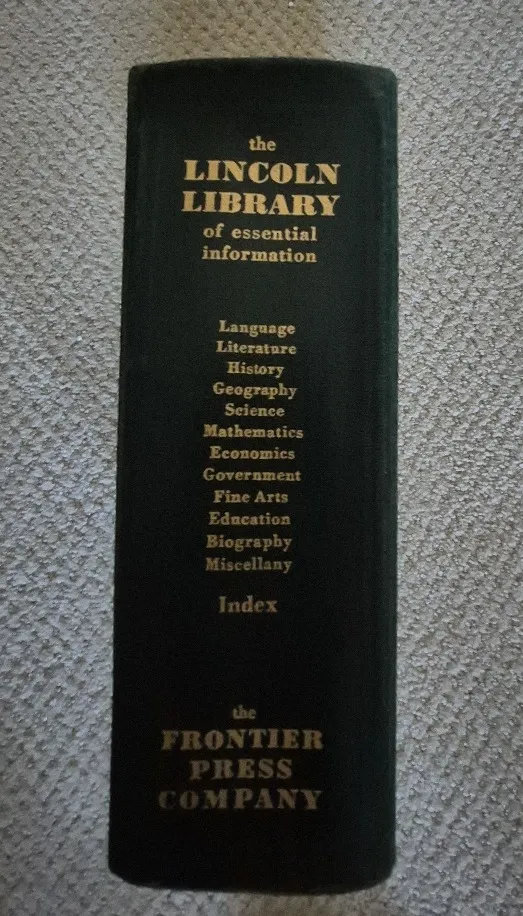 the
LINCOLN
LIBRARY
of essential
information
Language
Literature
History
Geography
Science
Mathematics
Economics
Government
Fine Arts
Education
Biography
Miscellany
Index
the
FRONTIER
PRESS
COMPANY